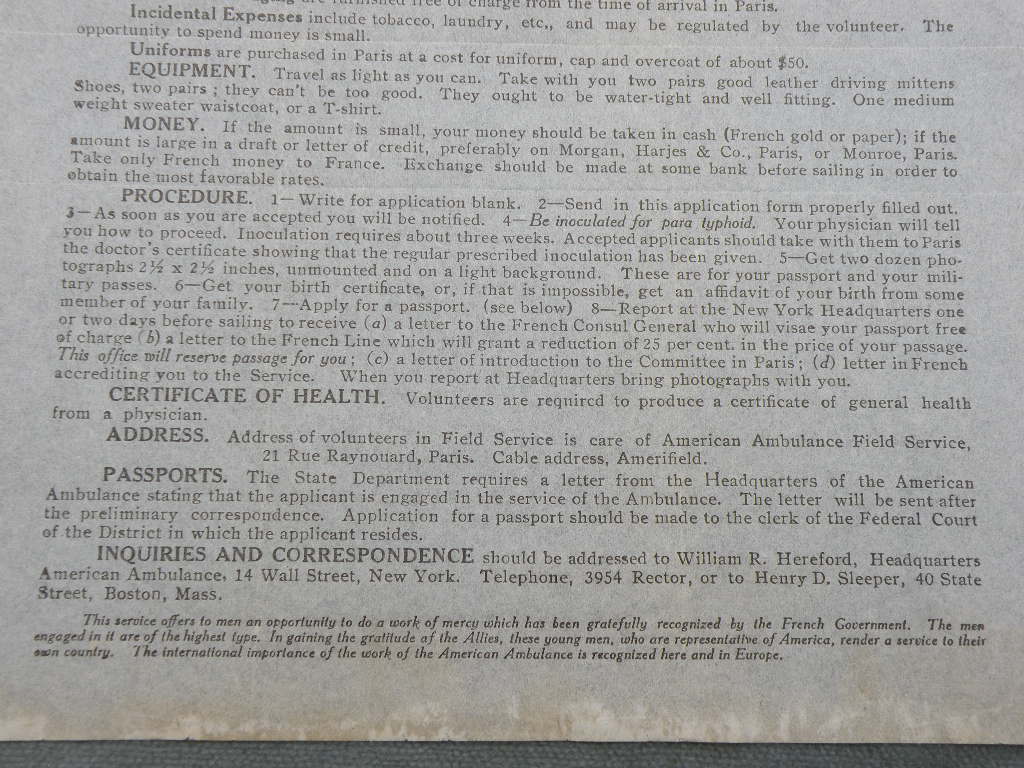 are furnished free of charge from the time of arrival in Paris.
Incidental Expenses include tobacco, laundry, etc., and may be regulated by the volunteer. The
opportunity to spend money is small.
Uniforms are purchased in Paris at a cost for uniform, cap and overcoat of about $50.
EQUIPMENT. Travel as light as you can. Take with you two pairs good leather driving mittens
Shoes, two pairs ; they can't be too good. They ought to be water-tight and well fitting. One medium
weight sweater waistcoat, or a T-shirt.
MONEY. If the amount is small, your money should be taken in cash (French gold or paper); if the
amount is large in a draft or letter of credit, preferably on Morgan, Harjes & Co., Paris, or Monroe, Paris.
Take only French money to France. Exchange should be made at some bank before sailing in order to
obtain the most favorable rates.
PROCEDURE. 1—Write for application blank. 2—Send in this application form properly filled out.
3—As soon as you are accepted you will be notified. 4—Be inoculated for para typhoid. Your physician will tell
you how to proceed. Inoculation requires about three weeks. Accepted applicants should take with them to Paris
the doctor's certificate showing that the regular prescribed inoculation has been given. 5—Get two dozen pho-
tographs 2½ x 2½ inches, unmounted and on a light background. These are for your passport and your mili-
tary passes. 6—Get your birth certificate, or, if that is impossible, get an affidavit of your birth from some
member of your family. 7—Apply for a passport. (see below) 8—Report at the New York Headquarters one
or two days before sailing to receive (a) a letter to the French Consul General who will visae your passport free
of charge (b) a letter to the French Line which will grant a reduction of 25 per cent. in the price of your passage.
This office will reserve passage for you ; (c) a letter of introduction to the Committee in Paris ; (d) letter in French
accrediting you to the Service. When you report at Headquarters bring photographs with you.
CERTIFICATE OF HEALTH. Volunteers are required to produce a certificate of general health
from a physician.
ADDRESS. Address of volunteers in Field Service is care of American Ambulance Field Service,
21 Rue Raynouard, Paris. Cable address, Amerifield.
PASSPORTS. The State Department requires a letter from the Headquarters of the American
Ambulance stating that the applicant is engaged in the service of the Ambulance. The letter will be sent after
the preliminary correspondence. Application for a passport should be made to the clerk of the Federal Court
of the District in which the applicant resides.
INQUIRIES AND CORRESPONDENCE should be addressed to William R. Hereford, Headquarters
American Ambulance, 14 Wall Street, New York. Telephone, 3954 Rector, or to Henry D. Sleeper, 40 State
Street, Boston, Mass.
This service offers to men an opportunity to do a work of mercy which has been gratefully recognized by the French Government. The men
engaged in it are of the highest type. In gaining the gratitude of the Allies, these young men, who are representative of America, render a service to their
own country. The international importance of the work of the American Ambulance is recognized here and in Europe.